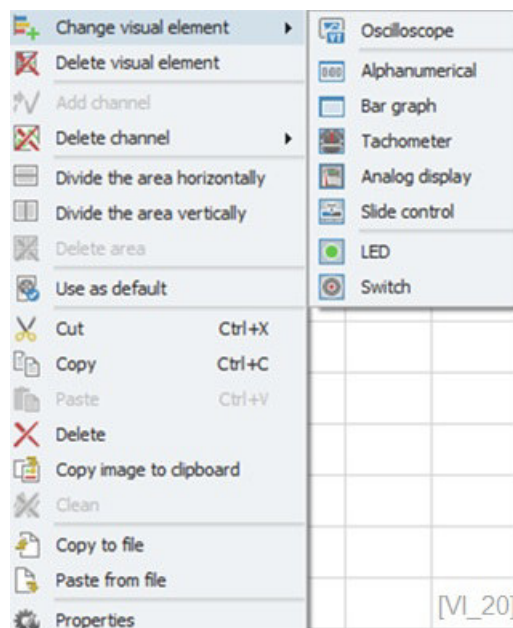 Change visual element
Delete visual element
Add channel
Delete channel
Divide the area horizontally
Divide the area vertically
Delete area
Use as default
Cut Ctrl+X
Copy Ctrl+C
Paste Ctrl+V
Delete
Copy image to clipboard
Clean
Copy to file
Paste from file
Properties
Oscilloscope
Alphanumerical
Bar graph
Tachometer
Analog display
Slide control
LED
Switch
[VI_20]